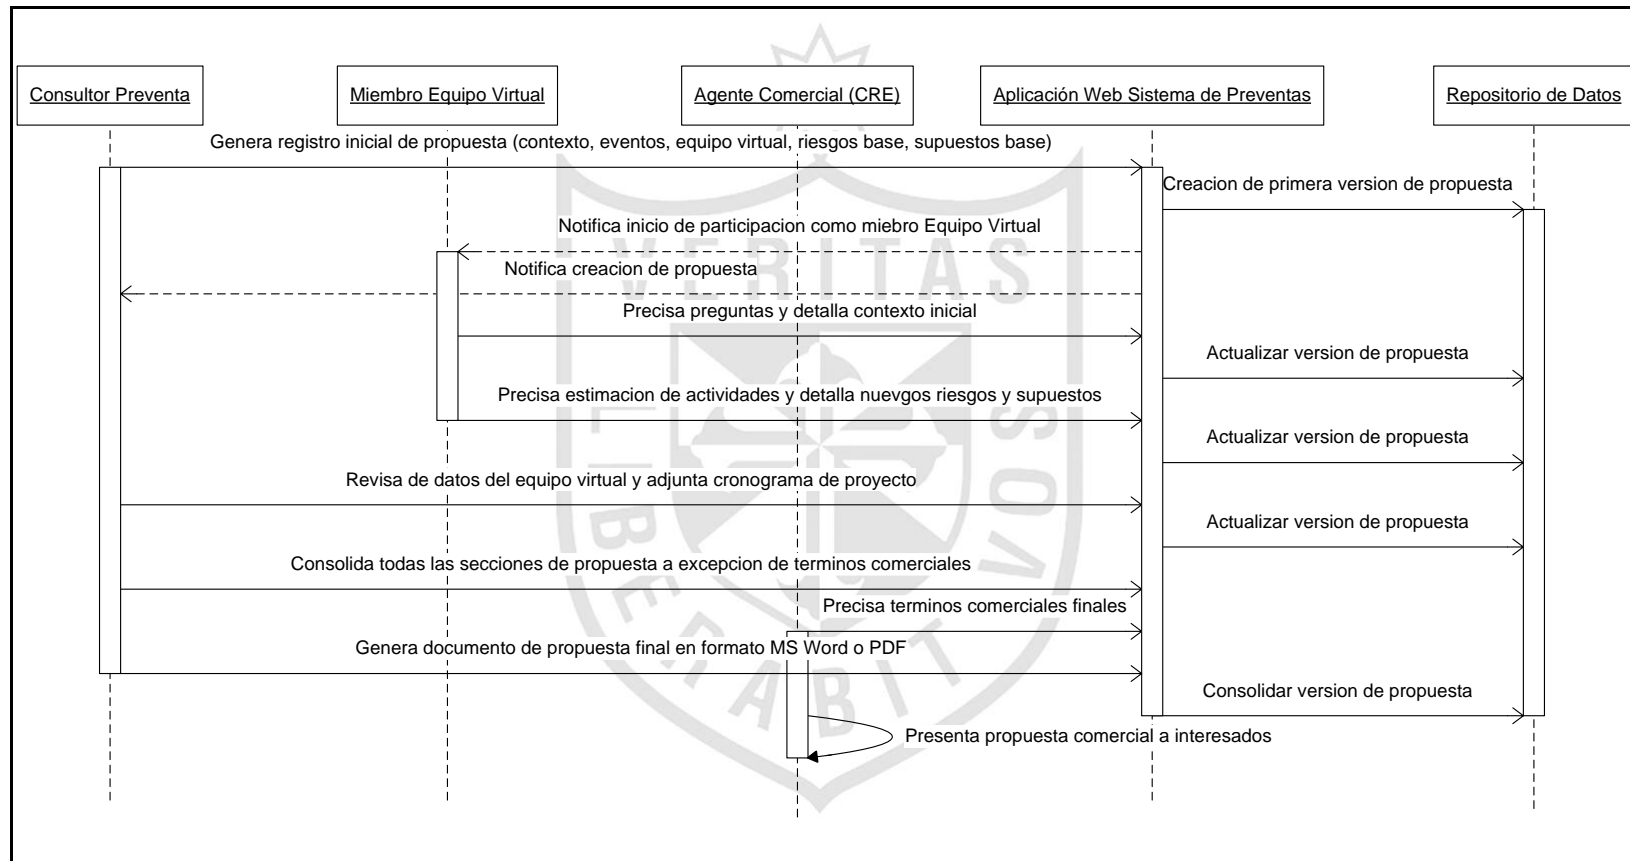 Consultor Preventa
Miembro Equipo Virtual
Agente Comercial (CRE)
Aplicación Web Sistema de Preventas
Repositorio de Datos
Genera registro inicial de propuesta (contexto, eventos, equipo virtual, riesgos base, supuestos base)
Creacion de primera version de propuesta
Notifica inicio de participacion como miebro Equipo Virtual
Notifica creacion de propuesta
Precisa preguntas y detalla contexto inicial
Actualizar version de propuesta
Precisa estimacion de actividades y detalla nuevgos riesgos y supuestos
Actualizar version de propuesta
Revisa de datos del equipo virtual y adjunta cronograma de proyecto
Actualizar version de propuesta
Consolida todas las secciones de propuesta a excepcion de terminos comerciales
Precisa terminos comerciales finales
Genera documento de propuesta final en formato MS Word o PDF
Consolidar version de propuesta
Presenta propuesta comercial a interesados
VERITAS
LIBERABIT VOS